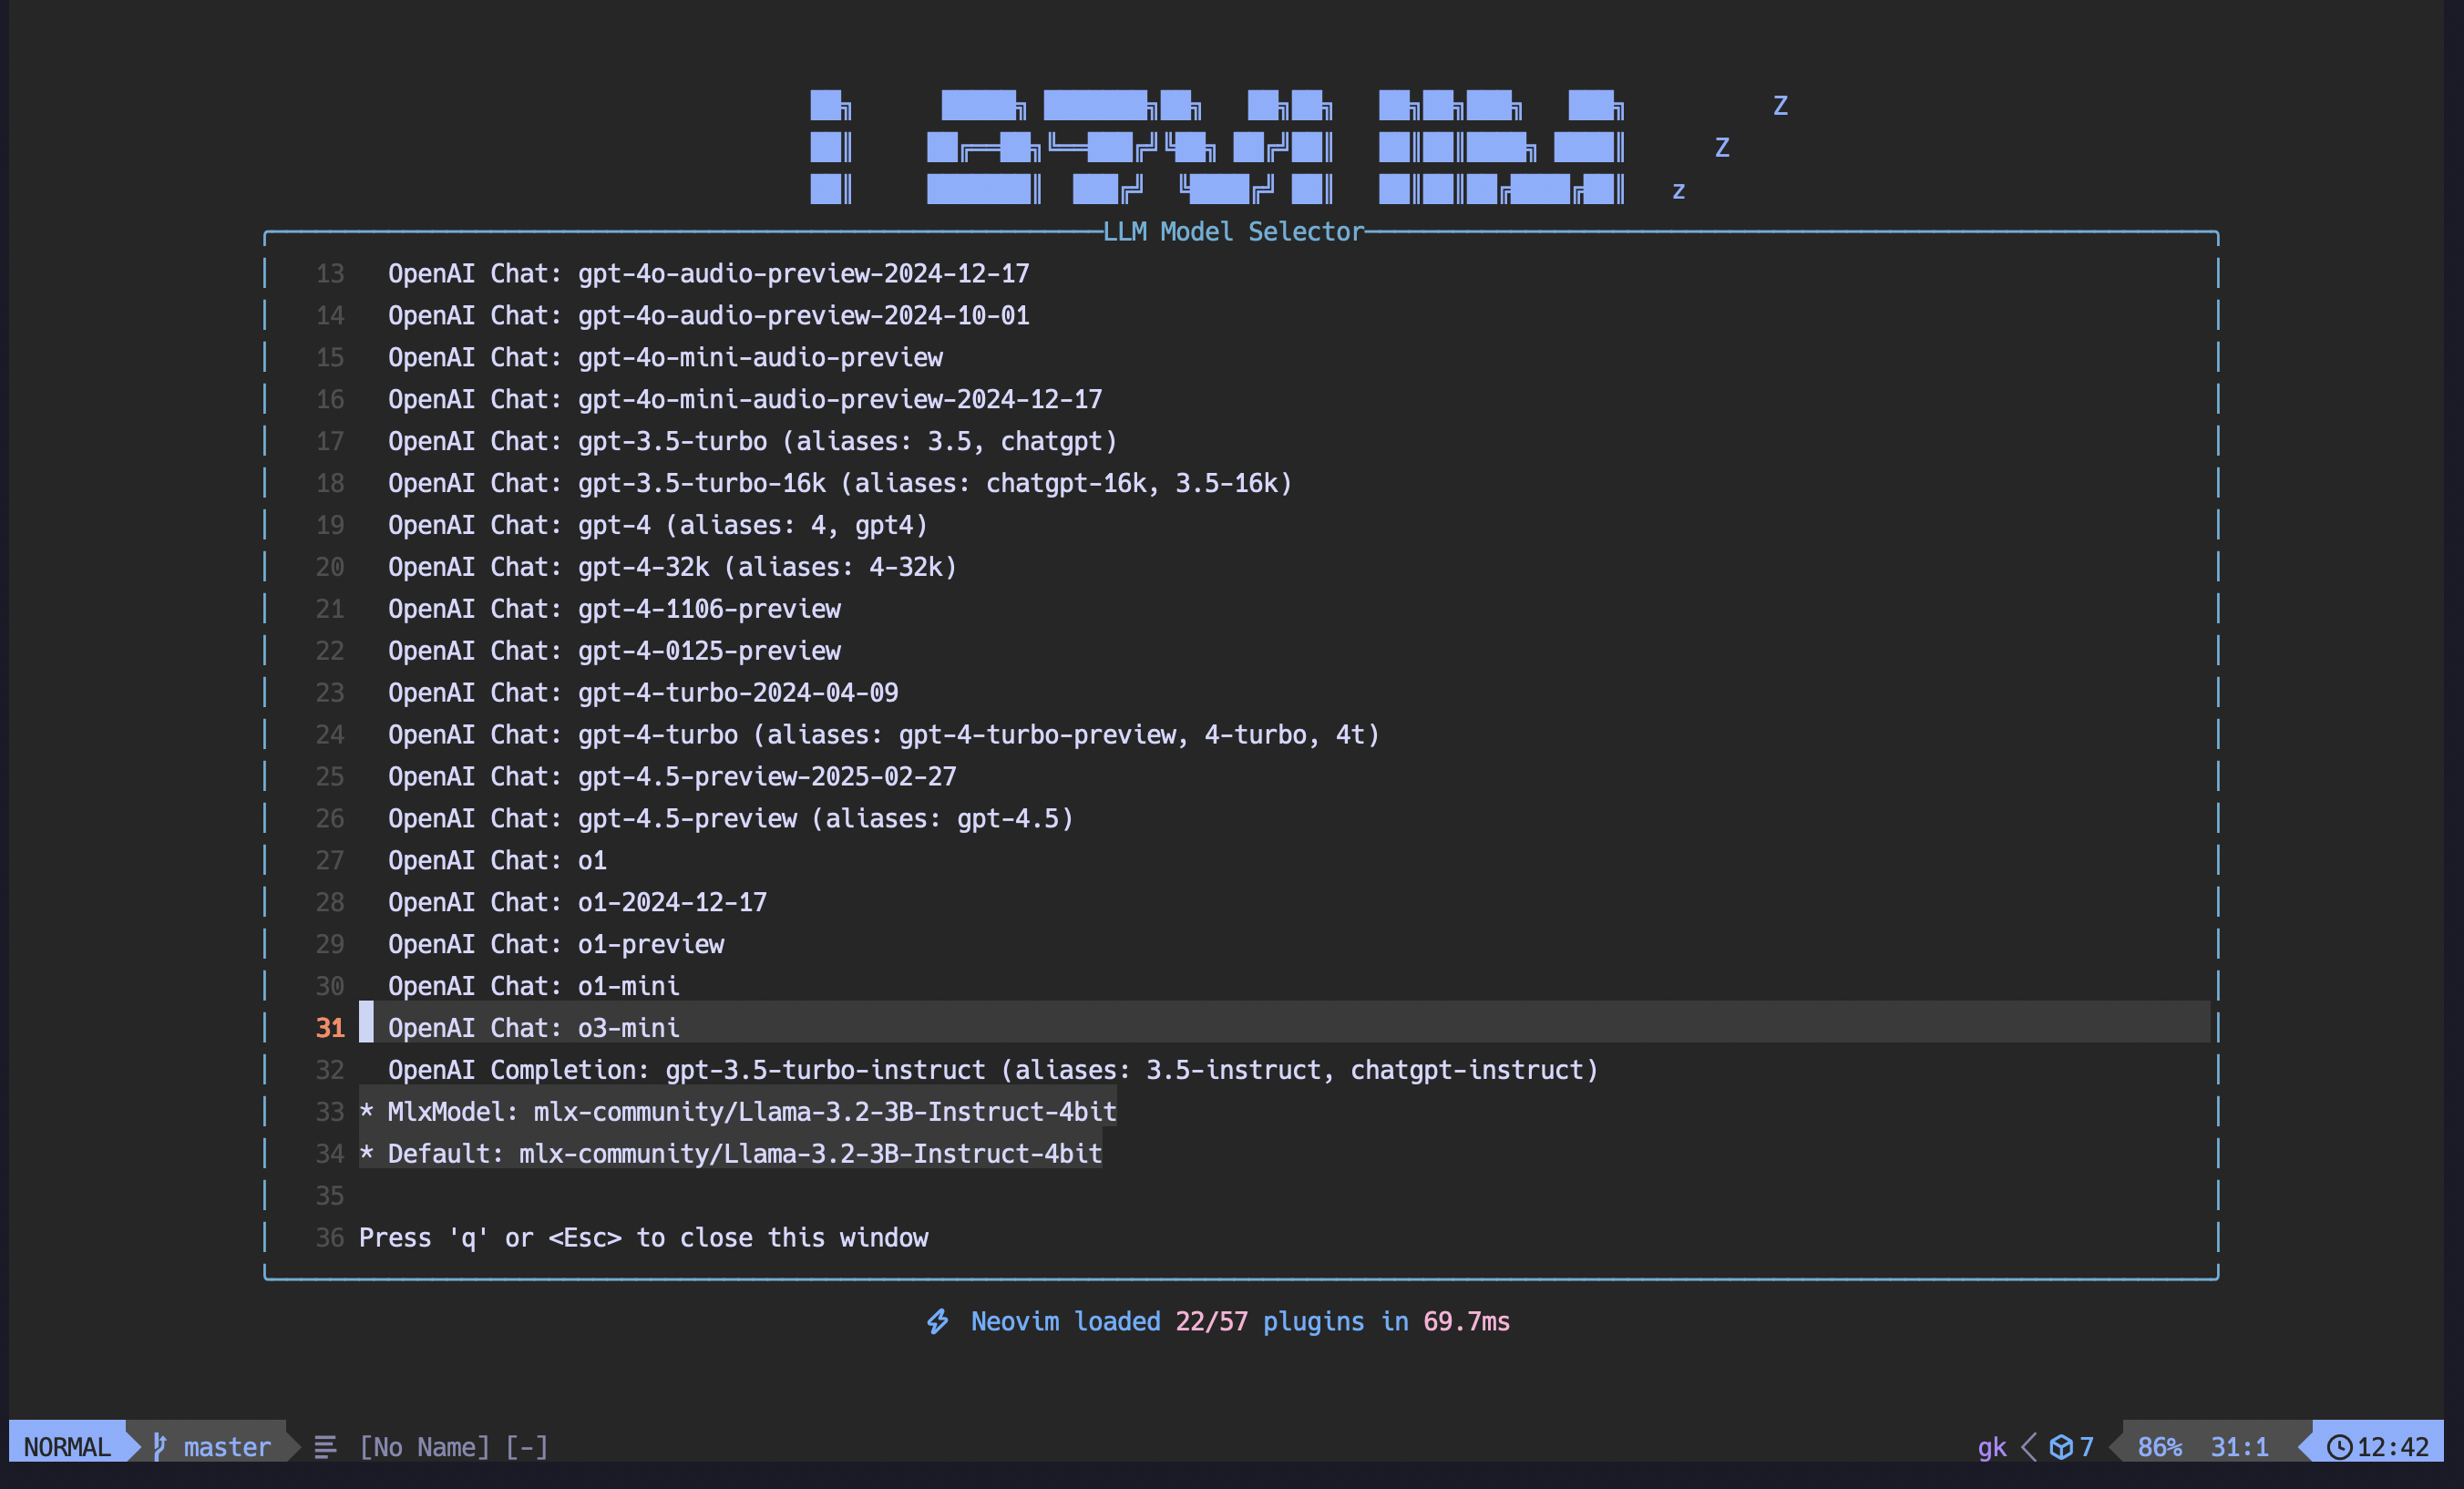 Z
Z
z
LLM Model Selector
13 OpenAI Chat: gpt-4o-audio-preview-2024-12-17
14 OpenAI Chat: gpt-4o-audio-preview-2024-10-01
15 OpenAI Chat: gpt-4o-mini-audio-preview
16 OpenAI Chat: gpt-4o-mini-audio-preview-2024-12-17
17 OpenAI Chat: gpt-3.5-turbo (aliases: 3.5, chatgpt)
18 OpenAI Chat: gpt-3.5-turbo-16k (aliases: chatgpt-16k, 3.5-16k)
19 OpenAI Chat: gpt-4 (aliases: 4, gpt4)
20 OpenAI Chat: gpt-4-32k (aliases: 4-32k)
21 OpenAI Chat: gpt-4-1106-preview
22 OpenAI Chat: gpt-4-0125-preview
23 OpenAI Chat: gpt-4-turbo-2024-04-09
24 OpenAI Chat: gpt-4-turbo (aliases: gpt-4-turbo-preview, 4-turbo, 4t)
25 OpenAI Chat: gpt-4.5-preview-2025-02-27
26 OpenAI Chat: gpt-4.5-preview (aliases: gpt-4.5)
27 OpenAI Chat: o1
28 OpenAI Chat: o1-2024-12-17
29 OpenAI Chat: o1-preview
30 OpenAI Chat: o1-mini
31 OpenAI Chat: o3-mini
32 OpenAI Completion: gpt-3.5-turbo-instruct (aliases: 3.5-instruct, chatgpt-instruct)
33 * MlxModel: mlx-community/Llama-3.2-3B-Instruct-4bit
34 * Default: mlx-community/Llama-3.2-3B-Instruct-4bit
35
36 Press 'q' or <Esc> to close this window
Neovim loaded 22/57 plugins in 69.7ms
NORMAL master [No Name] [-] gk 7 86% 31:1 12:42